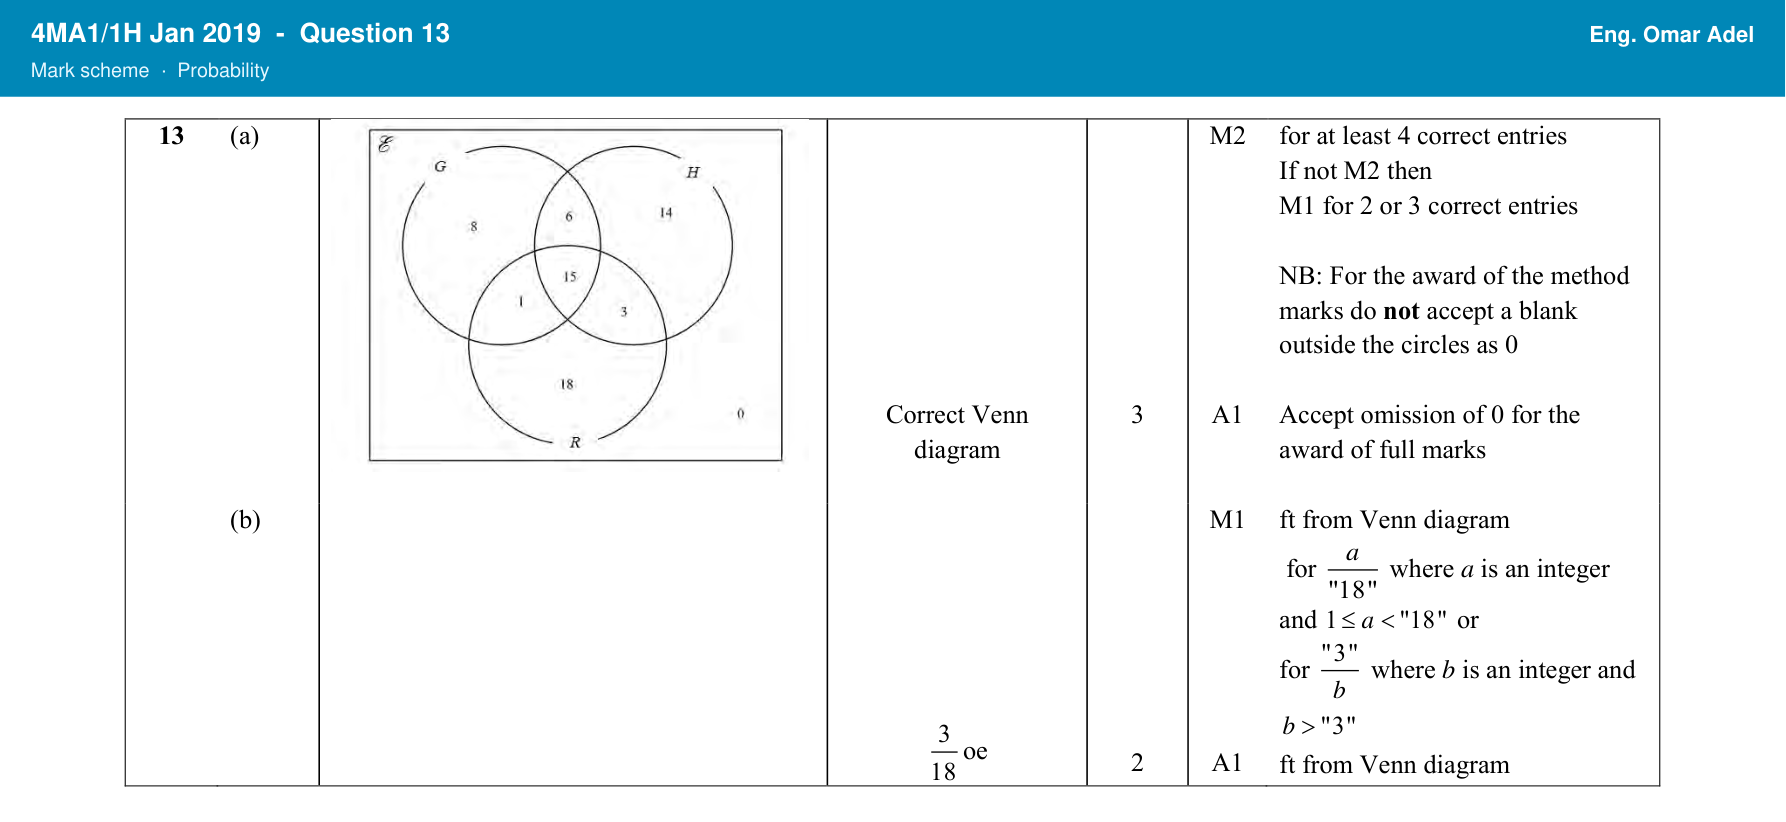 4MA1/1H Jan 2019 - Question 13
Eng. Omar Adel
Mark scheme · Probability
13 (a)
ℰ
G
H
8
6
14
15
1
3
18
0
R
Correct Venn
diagram
3
M2 for at least 4 correct entries
If not M2 then
M1 for 2 or 3 correct entries
NB: For the award of the method
marks do not accept a blank
outside the circles as 0
A1 Accept omission of 0 for the
award of full marks
(b)
3/18 oe
2
M1 ft from Venn diagram
for a/"18" where a is an integer
and 1 ≤ a < "18" or
for "3"/b where b is an integer and
b > "3"
A1 ft from Venn diagram